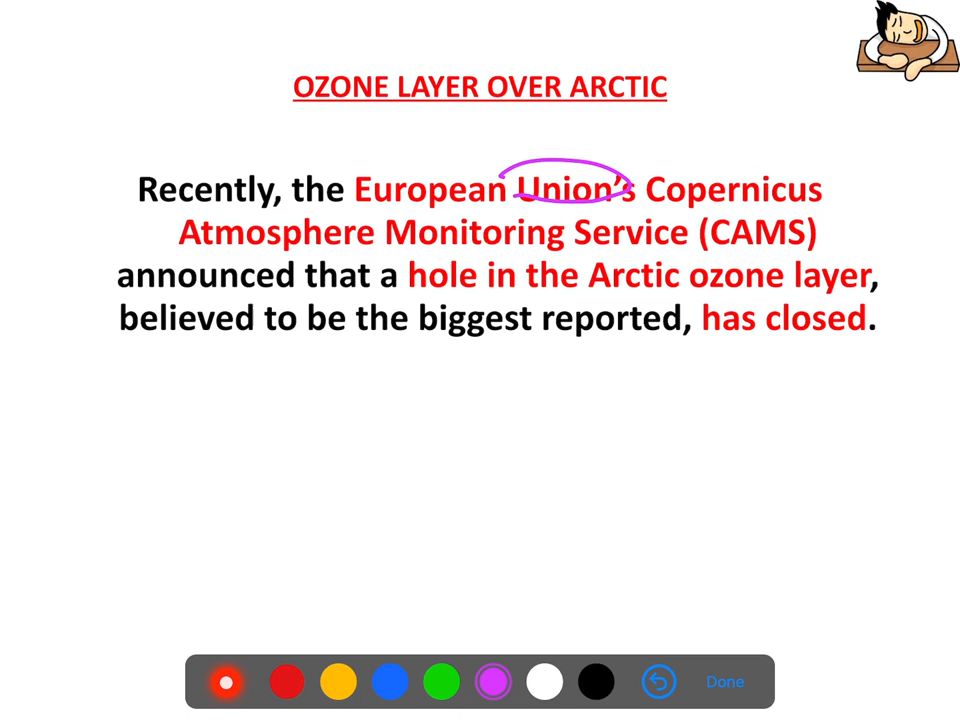 OZONE LAYER OVER ARCTIC
Recently, the European Union’s Copernicus
Atmosphere Monitoring Service (CAMS)
announced that a hole in the Arctic ozone layer,
believed to be the biggest reported, has closed.
Done